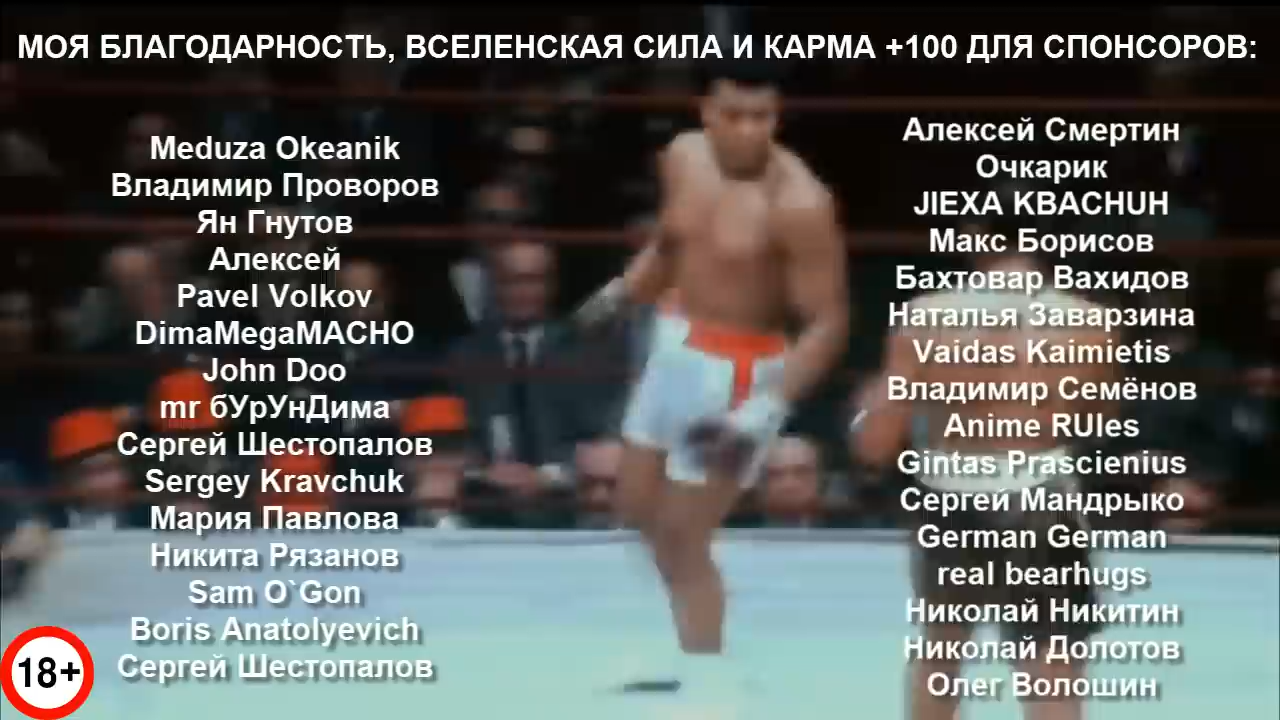 МОЯ БЛАГОДАРНОСТЬ, ВСЕЛЕНСКАЯ СИЛА И КАРМА +100 ДЛЯ СПОНСОРОВ:
Meduza Okeanik
Владимир Проворов
Ян Гнутов
Алексей
Pavel Volkov
DimaMegaMACHO
John Doo
mr бУрУнДима
Сергей Шестопалов
Sergey Kravchuk
Мария Павлова
Никита Рязанов
Sam O`Gon
Boris Anatolyevich
Сергей Шестопалов
Алексей Смертин
Очкарик
JIEXA KBACHUH
Макс Борисов
Бахтовар Вахидов
Наталья Заварзина
Vaidas Kaimietis
Владимир Семёнов
Anime RUles
Gintas Prascienius
Сергей Мандрыко
German German
real bearhugs
Николай Никитин
Николай Долотов
Олег Волошин
18+